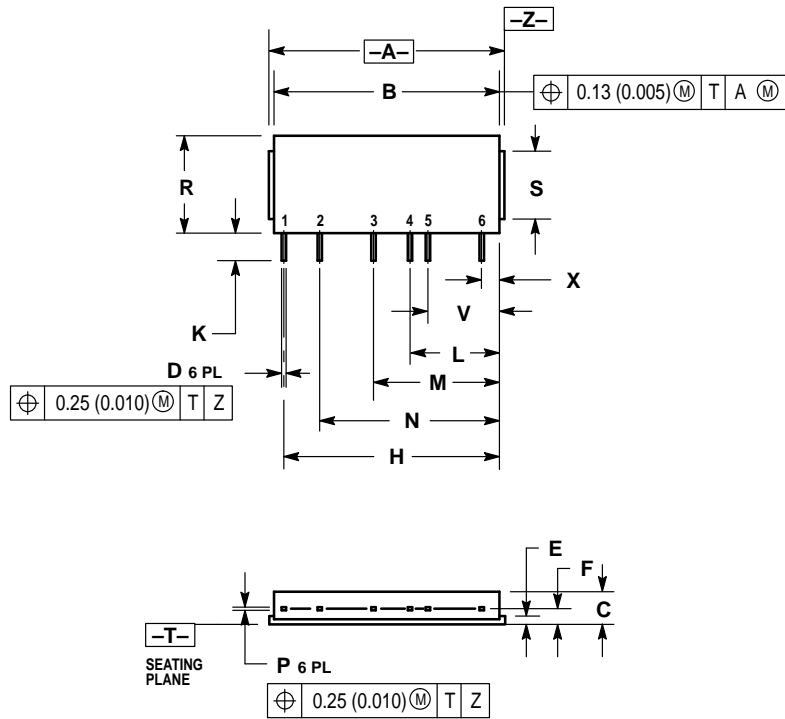 –Z–
–A–
B
⌖ 0.13 (0.005) Ⓜ T A Ⓜ
R
S
1 2 3 4 5 6
X
V
K
L
D 6 PL
M
⌖ 0.25 (0.010) Ⓜ T Z
N
H
E
F
C
–T–
SEATING
PLANE
P 6 PL
⌖ 0.25 (0.010) Ⓜ T Z